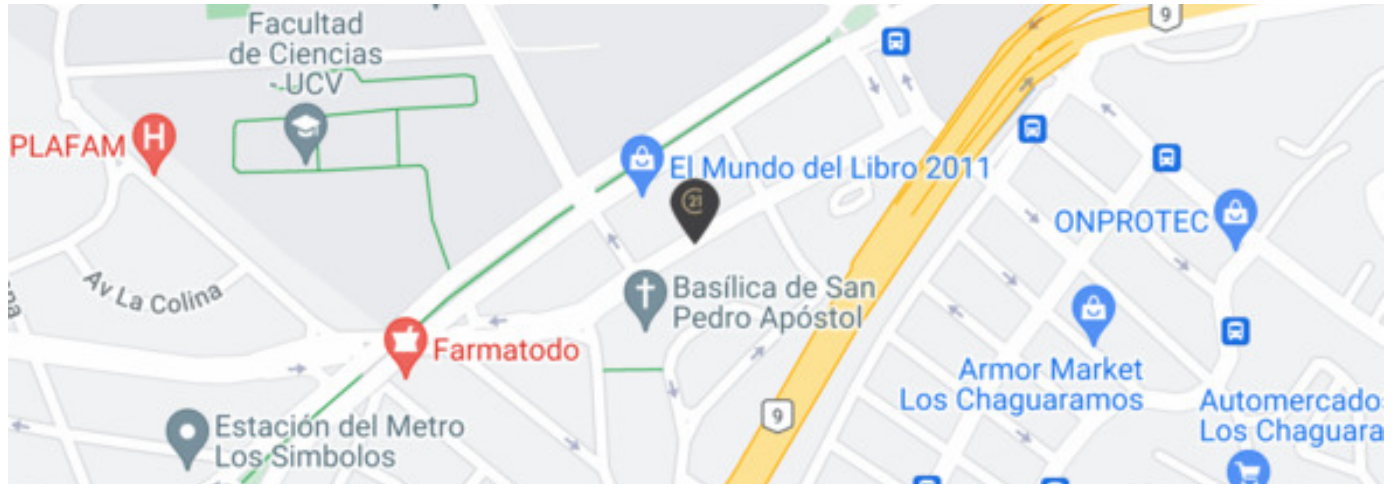 Facultad
de Ciencias
-UCV
9
PLAFAM
H
El Mundo del Libro 2011
21
ONPROTEC
Av La Colina
Basílica de San
Pedro Apóstol
Farmatodo
Armor Market
Los Chaguaramos
9
Automercado
Los Chaguara
Estación del Metro
Los Simbolos